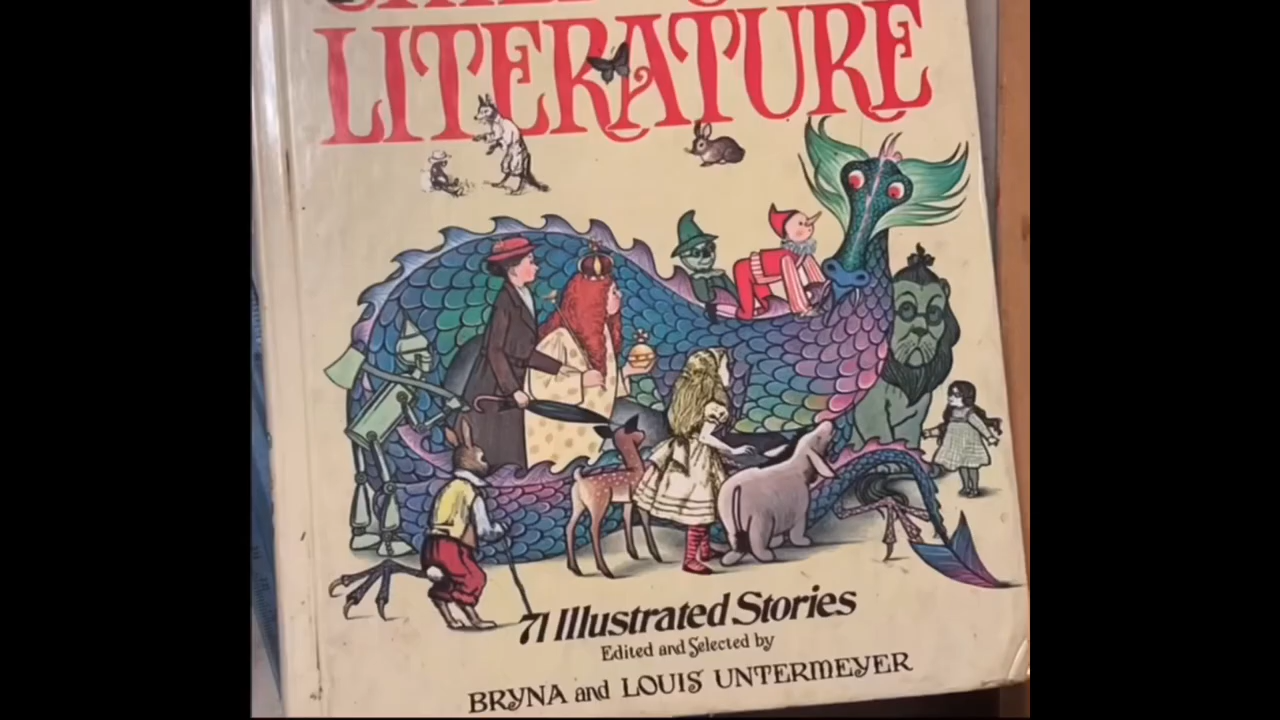 LITERATURE
71 Illustrated Stories
Edited and Selected by
BRYNA and LOUIS UNTERMEYER